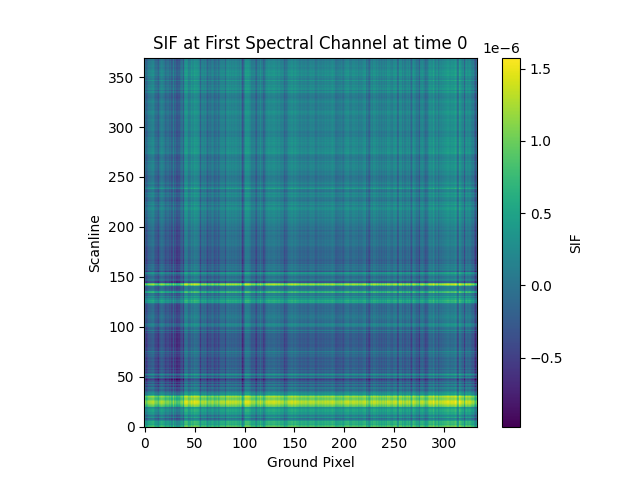 SIF at First Spectral Channel at time 0
1e−6
350
300
250
200
150
100
50
0
Scanline
0 50 100 150 200 250 300
Ground Pixel
1.5
1.0
0.5
0.0
−0.5
SIF